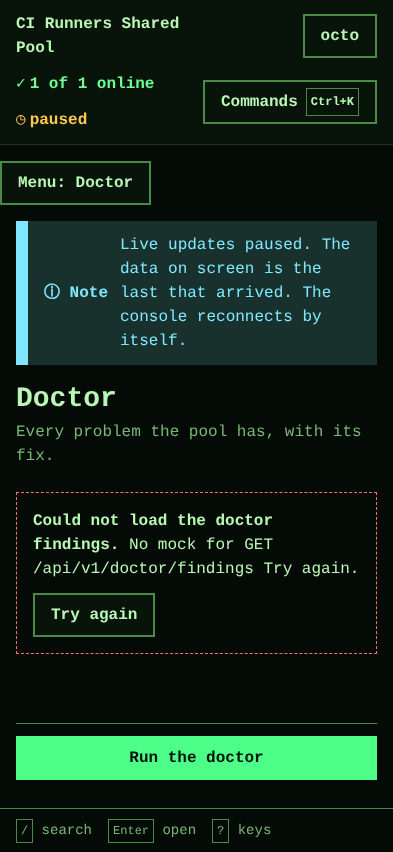 CI Runners Shared
Pool
octo
✓ 1 of 1 online
◷ paused
Commands Ctrl+K
Menu: Doctor
ⓘ Note
Live updates paused. The
data on screen is the
last that arrived. The
console reconnects by
itself.
Doctor
Every problem the pool has, with its
fix.
Could not load the doctor
findings. No mock for GET
/api/v1/doctor/findings Try again.
Try again
Run the doctor
/ search Enter open ? keys